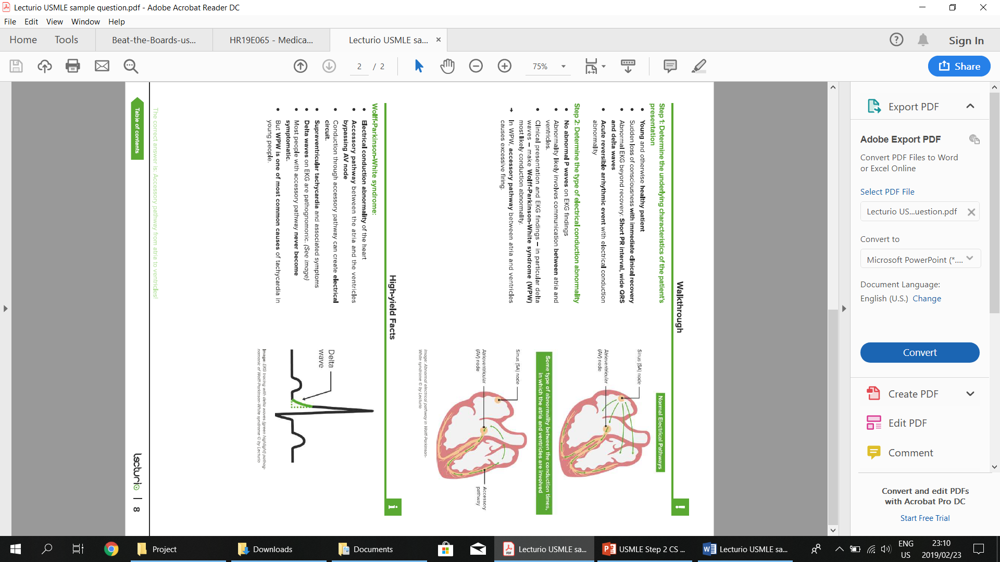 Lecturio USMLE sample question.pdf - Adobe Acrobat Reader DC
File Edit View Window Help
Home Tools Beat-the-Boards-us... HR19E065 - Medica... Lecturio USMLE sa... × Sign In
2 / 2 75% Share
Walkthrough
Step 1: Determine the underlying characteristics of the patient's
presentation
• Young and otherwise healthy patient
• Sudden loss of consciousness with immediate clinical recovery
• Abnormal EKG beyond recovery: Short PR interval, wide QRS
and delta waves
• Acute reversible arrhythmic event with electrical conduction
abnormality
Step 2: Determine the type of electrical conduction abnormality
• No abnormal P waves on EKG findings
• Abnormality likely involves communication between atria and
ventricles.
• Clinical presentation and EKG findings – in particular delta
waves – make Wolff-Parkinson-White syndrome (WPW)
most likely conduction abnormality.
→ In WPW, accessory pathway between atria and ventricles
causes excessive firing.
Normal Electrical Pathways
Sinus (SA) node
Atrioventricular
(AV) node
Some type of abnormality between the conduction times,
in which the atria and ventricles are involved
Sinus (SA) node
Atrioventricular
(AV) node
Accessory
pathway
Image: Abnormal electrical pathway in Wolff-Parkinson-
White syndrome © by Lecturio
High-yield Facts
i
Wolff-Parkinson-White syndrome:
• Electrical conduction abnormality of the heart
• Accessory pathway between the atria and the ventricles
bypassing AV node
• Conduction through accessory pathway can create electrical
circuit.
• Supraventricular tachycardia and associated symptoms
• Delta waves on EKG are pathognomonic. (See image)
• Most people with accessory pathway never become
symptomatic.
• But WPW is one of most common causes of tachycardia in
young people.
Delta
wave
Image: EKG tracing with delta waves (green highlight) pathog-
nomonic of Wolff-Parkinson-White syndrome © by Lecturio
The correct answer is: Accessory pathway from atria to ventricles!
Table of contents
lecturio | 8
Export PDF
Adobe Export PDF
Convert PDF Files to Word
or Excel Online
Select PDF File
Lecturio US...uestion.pdf
Convert to
Microsoft PowerPoint (*....
Document Language:
English (U.S.) Change
Convert
Create PDF
Edit PDF
Comment
Convert and edit PDFs
with Acrobat Pro DC
Start Free Trial
Project Downloads Documents Lecturio USMLE sa... USMLE Step 2 CS ... Lecturio USMLE sa... ENG
US 23:10
2019/02/23